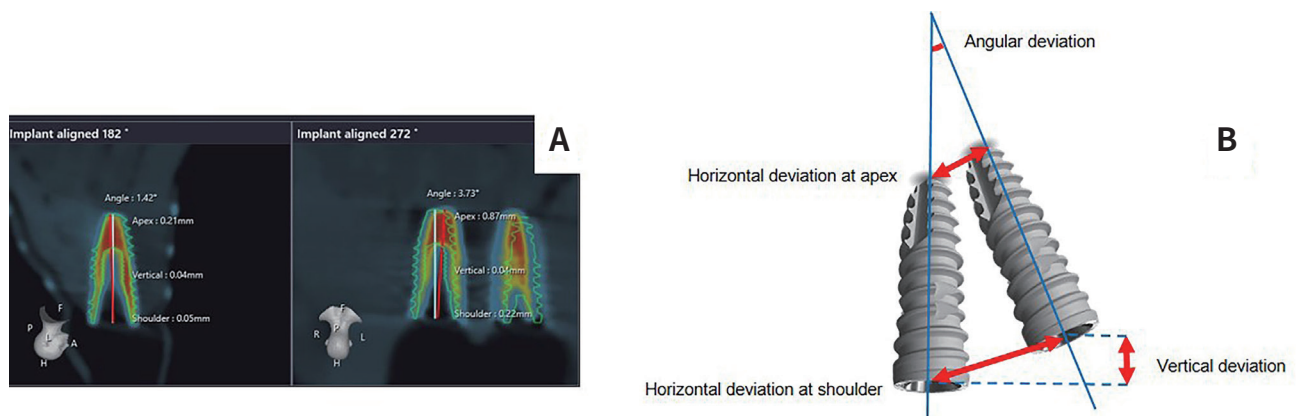 Implant aligned 182 °
Implant aligned 272 °
A
Angle : 1.42°
Apex : 0.21mm
Vertical : 0.04mm
Shoulder : 0.05mm
F
P
L
A
H
Angle : 3.73°
Apex : 0.87mm
Vertical : 0.04mm
Shoulder : 0.22mm
F
R
P
L
H
B
Angular deviation
Horizontal deviation at apex
Horizontal deviation at shoulder
Vertical deviation